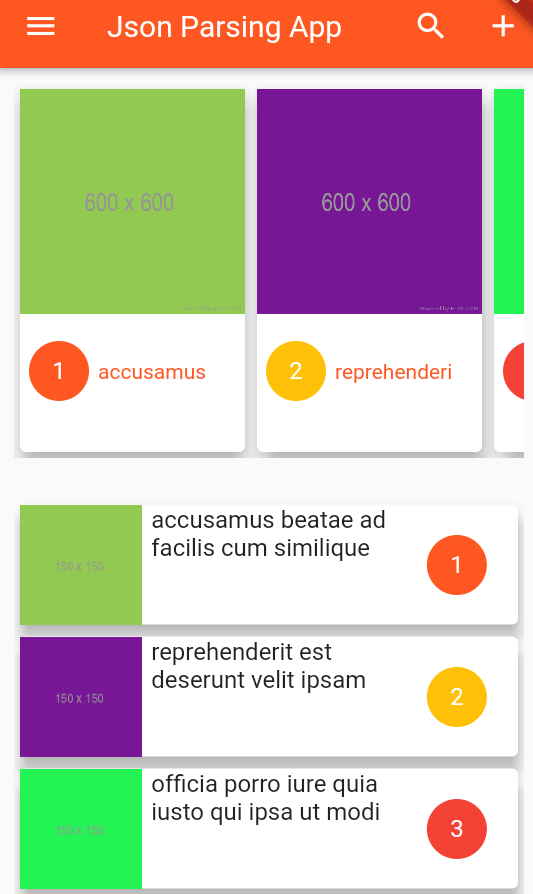 Json Parsing App
600 x 600
600 x 600
1
accusamus
2
reprehenderi
accusamus beatae ad
facilis cum similique
1
150 x 150
reprehenderit est
deserunt velit ipsam
2
150 x 150
officia porro iure quia
iusto qui ipsa ut modi
3
150 x 150